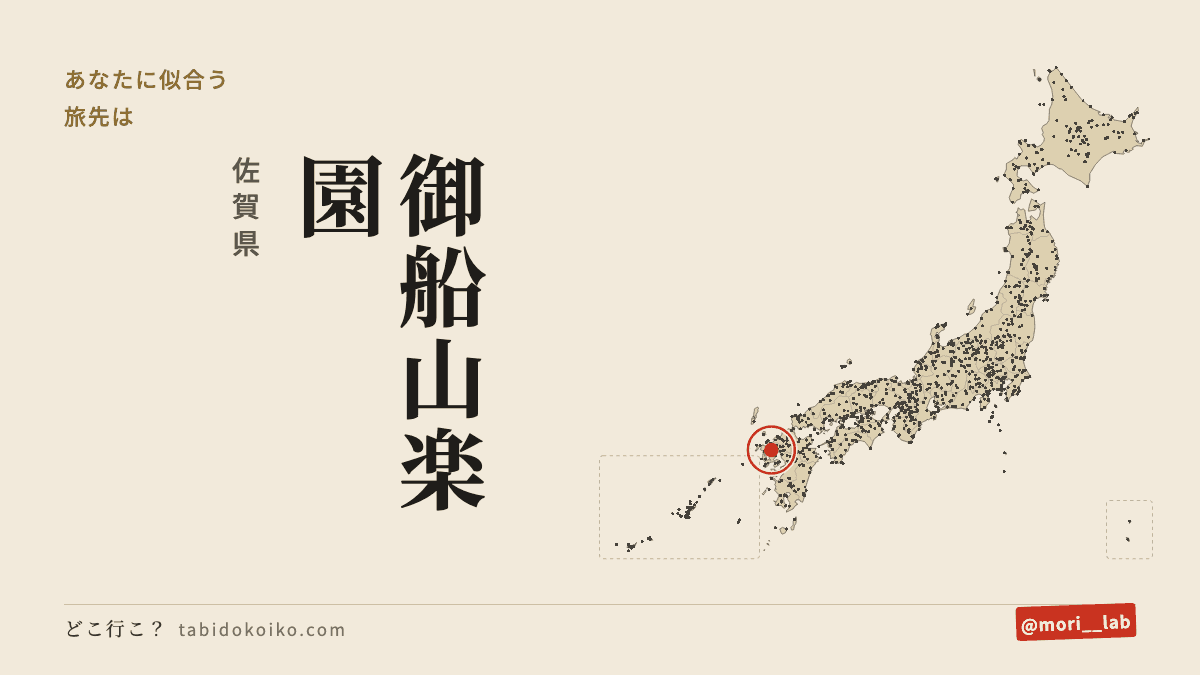 あなたに似合う
旅先は
御船山楽
園
佐賀県
どこ行こ？ tabidokoiko.com
@mori__lab